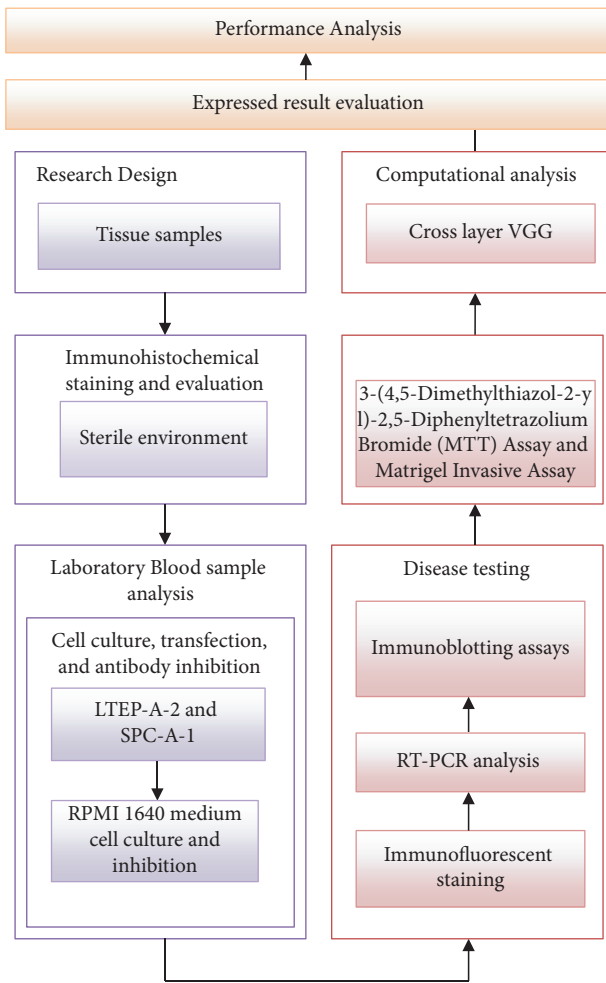 Performance Analysis
Expressed result evaluation
Research Design
Tissue samples
Immunohistochemical
staining and evaluation
Sterile environment
Laboratory Blood sample
analysis
Cell culture, transfection,
and antibody inhibition
LTEP-A-2 and
SPC-A-1
RPMI 1640 medium
cell culture and
inhibition
Computational analysis
Cross layer VGG
3-(4,5-Dimethylthiazol-2-y
l)-2,5-Diphenyltetrazolium
Bromide (MTT) Assay and
Matrigel Invasive Assay
Disease testing
Immunoblotting assays
RT-PCR analysis
Immunofluorescent
staining